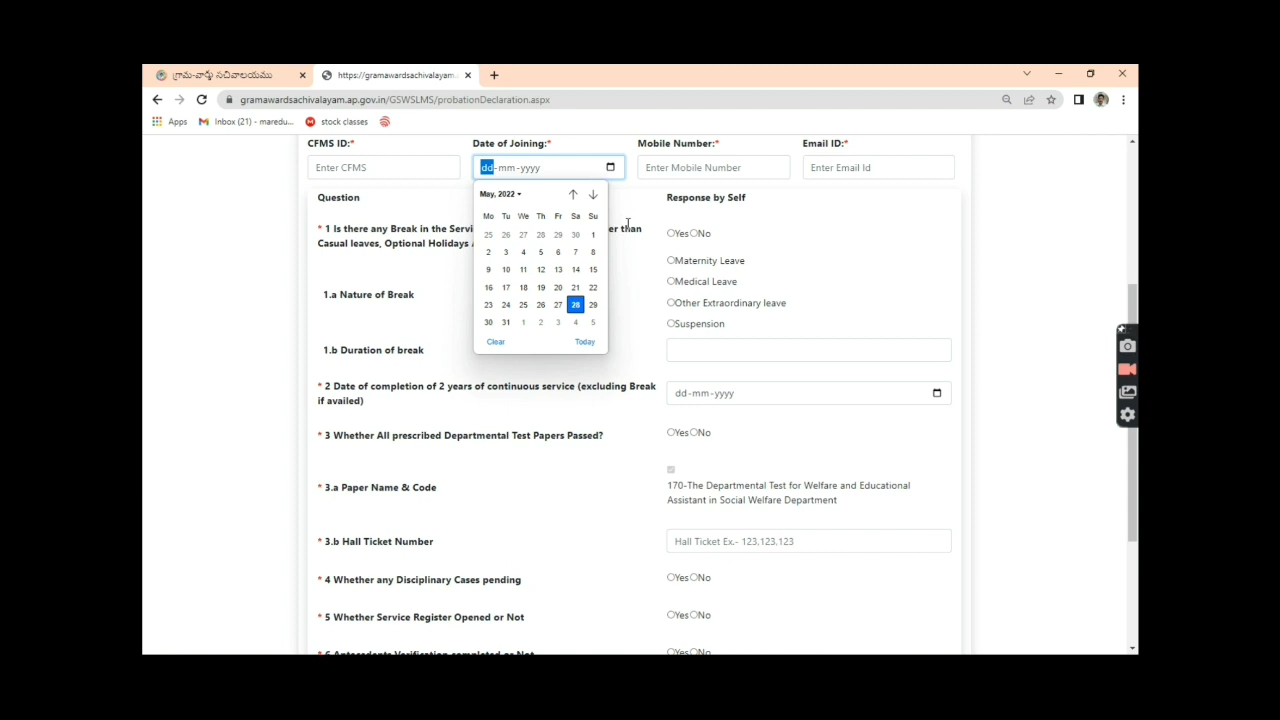 గ్రామ-వార్డు సచివాలయము
https://gramawardsachivalayam.
gramawardsachivalayam.ap.gov.in/GSWSLMS/probationDeclaration.aspx
Apps Inbox (21) - maredu... stock classes
CFMS ID:* Date of Joining:* Mobile Number:* Email ID:*
Enter CFMS dd-mm-yyyy Enter Mobile Number Enter Email Id
Question Response by Self
May, 2022
Mo Tu We Th Fr Sa Su
25 26 27 28 29 30 1
2 3 4 5 6 7 8
9 10 11 12 13 14 15
16 17 18 19 20 21 22
23 24 25 26 27 28 29
30 31 1 2 3 4 5
Clear Today
* 1 Is there any Break in the Servi er than
Casual leaves, Optional Holidays
Yes No
1.a Nature of Break
Maternity Leave
Medical Leave
Other Extraordinary leave
Suspension
1.b Duration of break
* 2 Date of completion of 2 years of continuous service (excluding Break
if availed)
dd-mm-yyyy
* 3 Whether All prescribed Departmental Test Papers Passed? Yes No
* 3.a Paper Name & Code
170-The Departmental Test for Welfare and Educational
Assistant in Social Welfare Department
* 3.b Hall Ticket Number Hall Ticket Ex.- 123,123,123
* 4 Whether any Disciplinary Cases pending Yes No
* 5 Whether Service Register Opened or Not Yes No
* 6 Antecedents Verification completed or Not Yes No